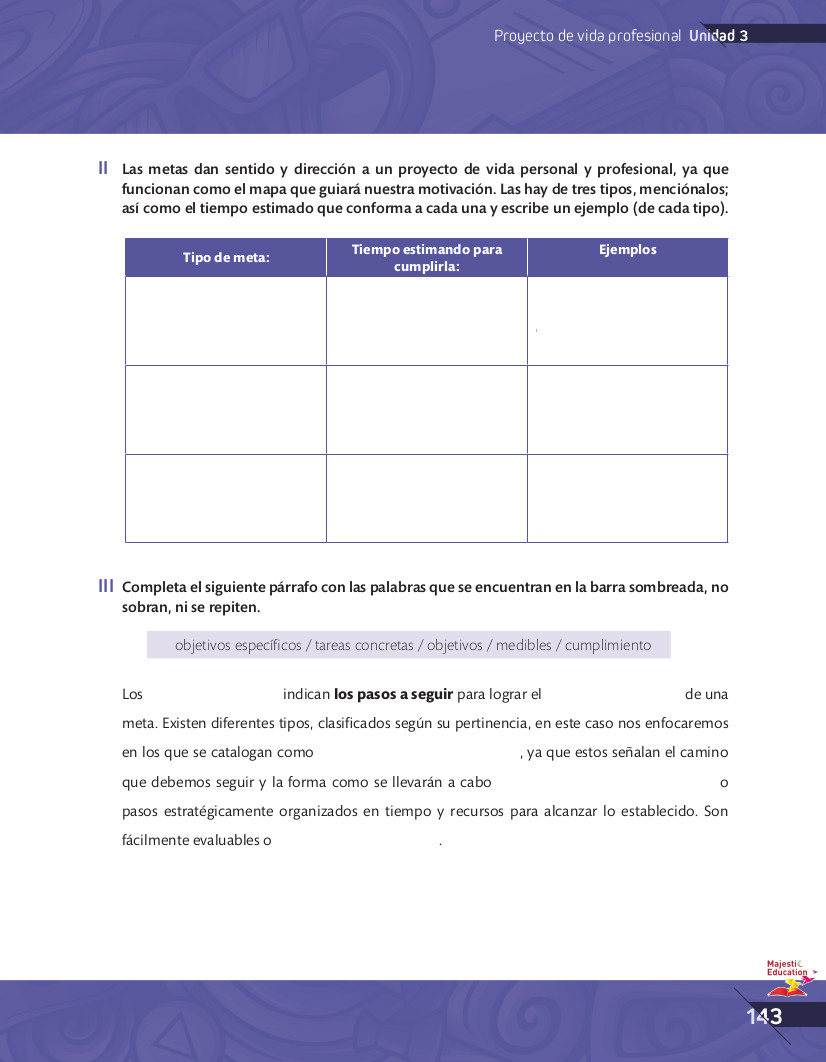 Proyecto de vida profesional Unidad 3
II Las metas dan sentido y dirección a un proyecto de vida personal y profesional, ya que
funcionan como el mapa que guiará nuestra motivación. Las hay de tres tipos, menciónalos;
así como el tiempo estimado que conforma a cada una y escribe un ejemplo (de cada tipo).
Tipo de meta:
Tiempo estimando para
cumplirla:
Ejemplos
III Completa el siguiente párrafo con las palabras que se encuentran en la barra sombreada, no
sobran, ni se repiten.
objetivos específicos / tareas concretas / objetivos / medibles / cumplimiento
Los indican los pasos a seguir para lograr el de una
meta. Existen diferentes tipos, clasificados según su pertinencia, en este caso nos enfocaremos
en los que se catalogan como , ya que estos señalan el camino
que debemos seguir y la forma como se llevarán a cabo o
pasos estratégicamente organizados en tiempo y recursos para alcanzar lo establecido. Son
fácilmente evaluables o .
Majestic
Education
143